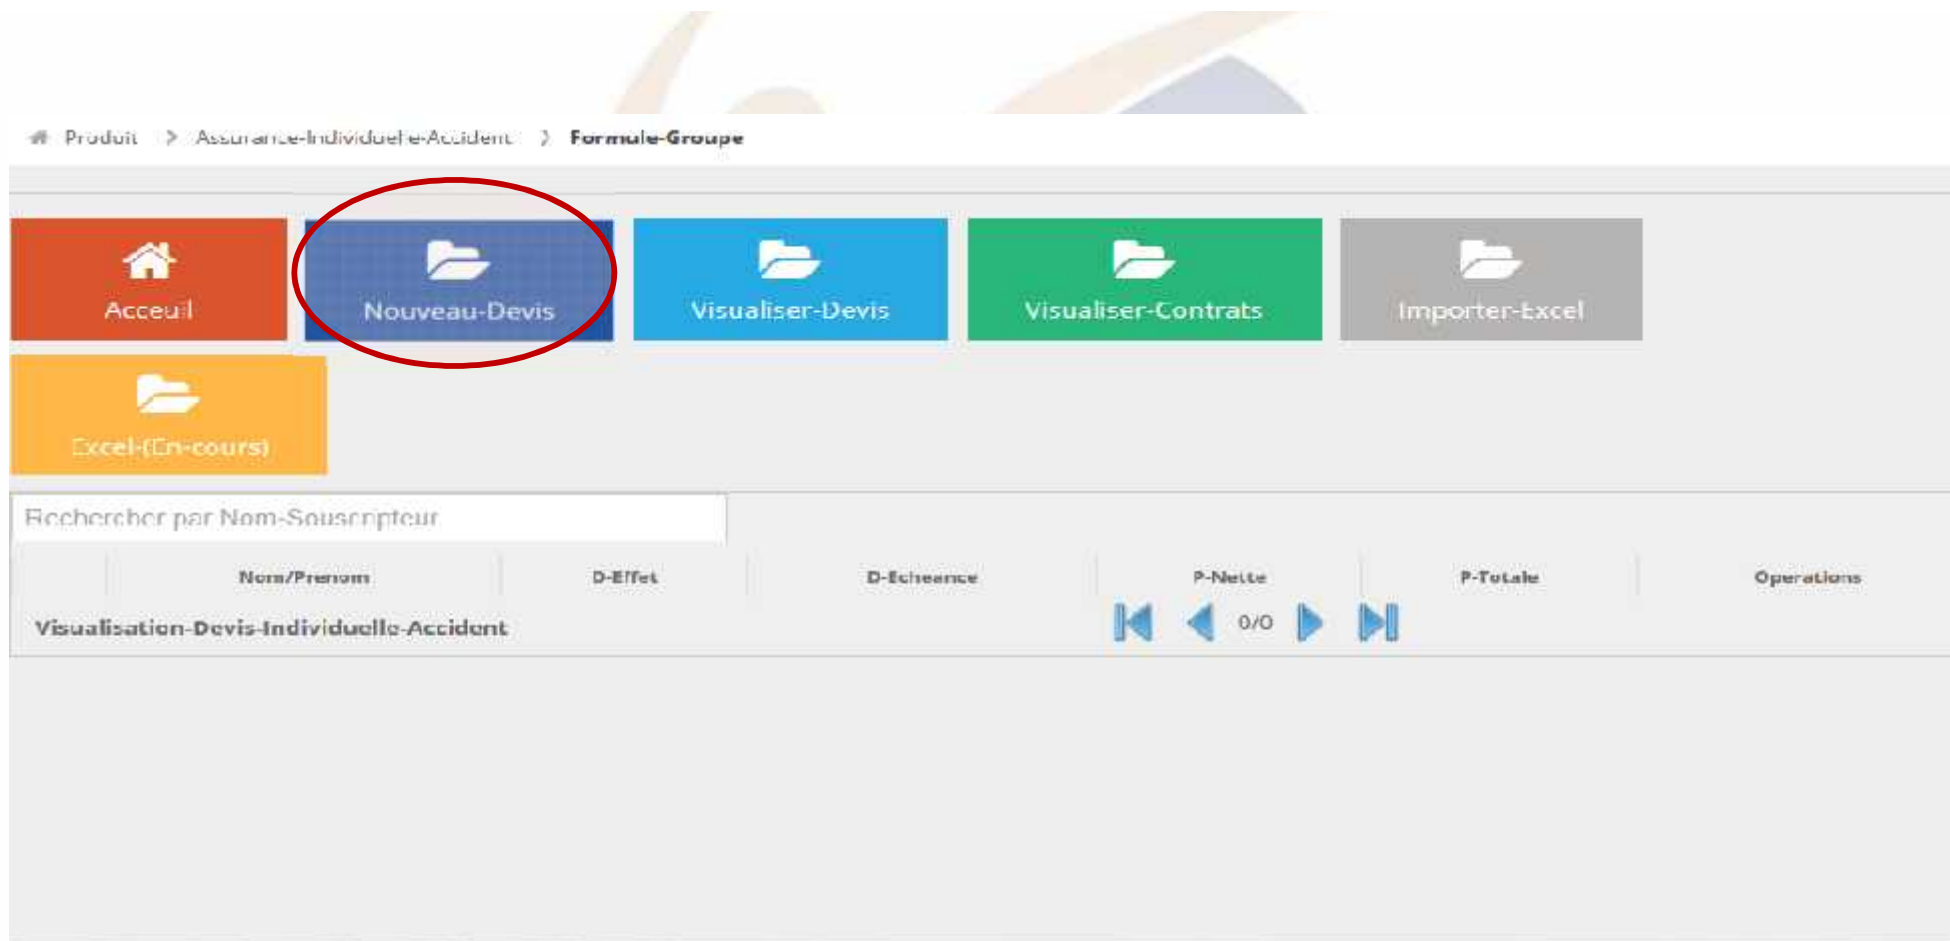 Produit > Assurance-Individuelle-Accident > Formule-Groupe
Acceuil
Nouveau-Devis
Visualiser-Devis
Visualiser-Contrats
Importer-Excel
Excel-(En-cours)
Rechercher par Nom-Souscripteur
Nom/Prenom D-Effet D-Echeance P-Nette P-Totale Operations
Visualisation-Devis-Individuelle-Accident 0/0